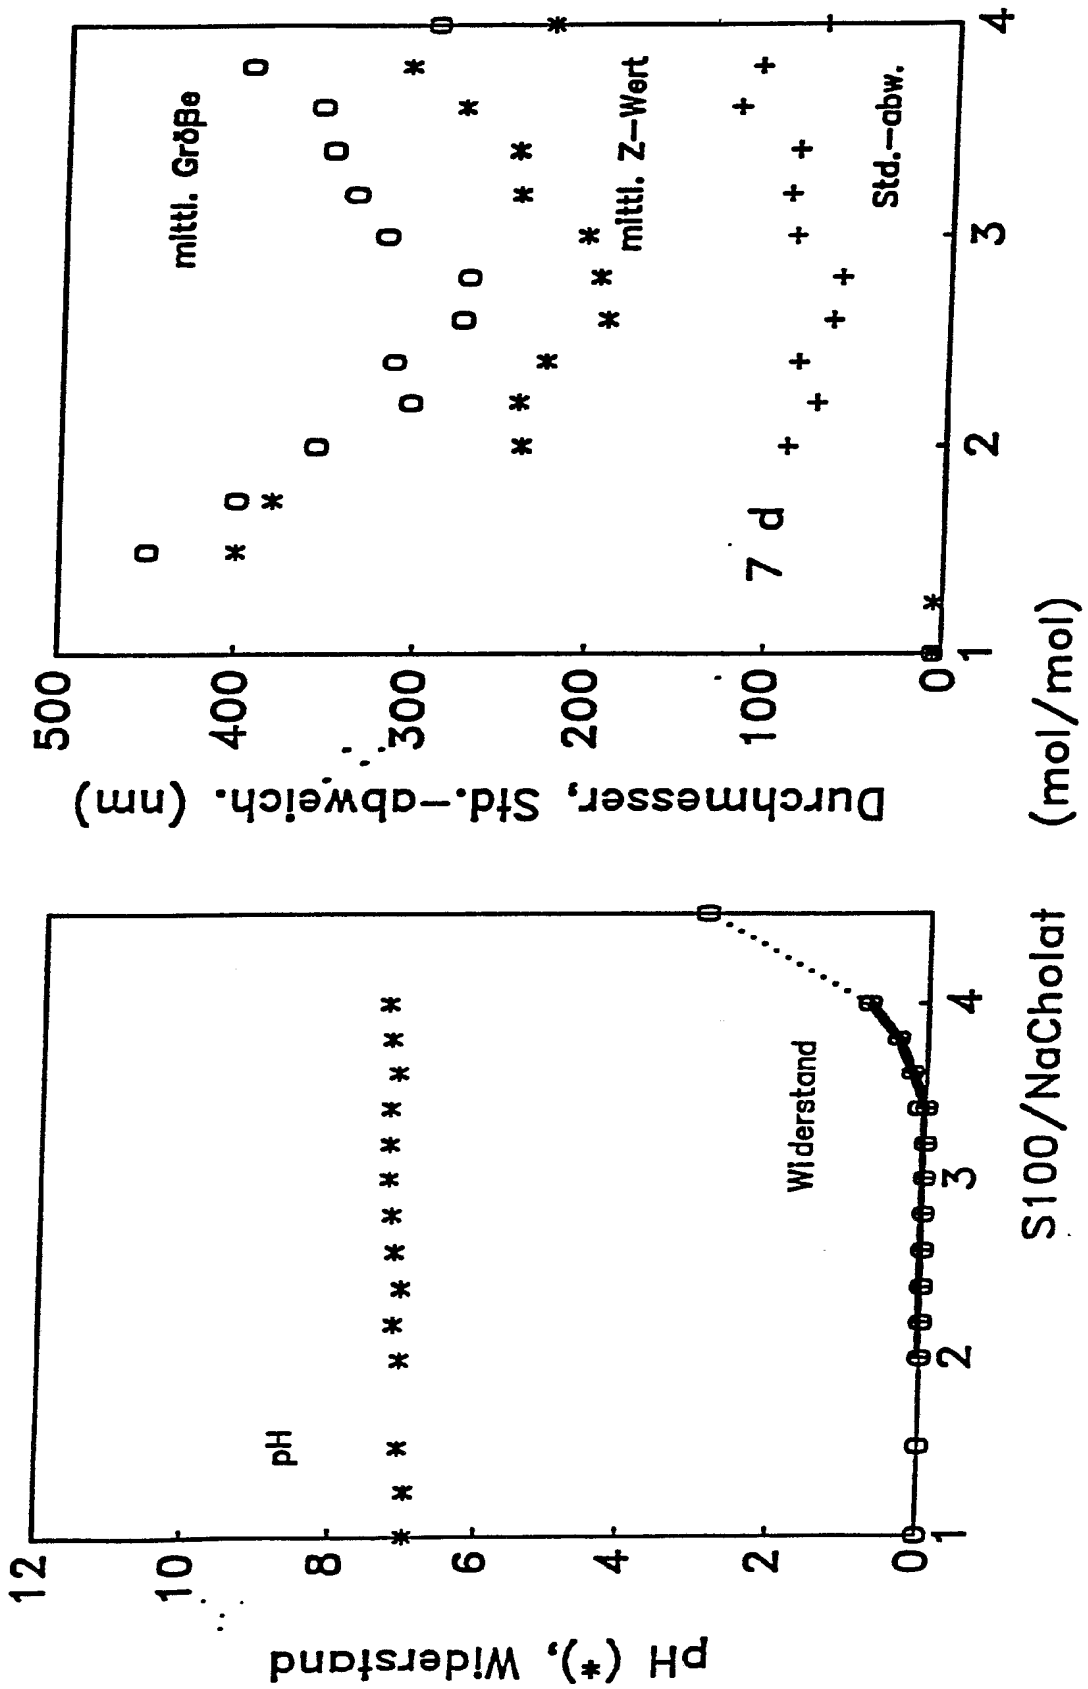 pH (*), Widerstand
12
10
8
6
4
2
0
pH
Widerstand
1
2
3
4
Durchmesser, Std.-abweich. (nm)
500
400
300
200
100
0
mittl. Größe
mittl. Z-Wert
Std.-abw.
7 d
1
2
3
4
S100/NaCholat (mol/mol)